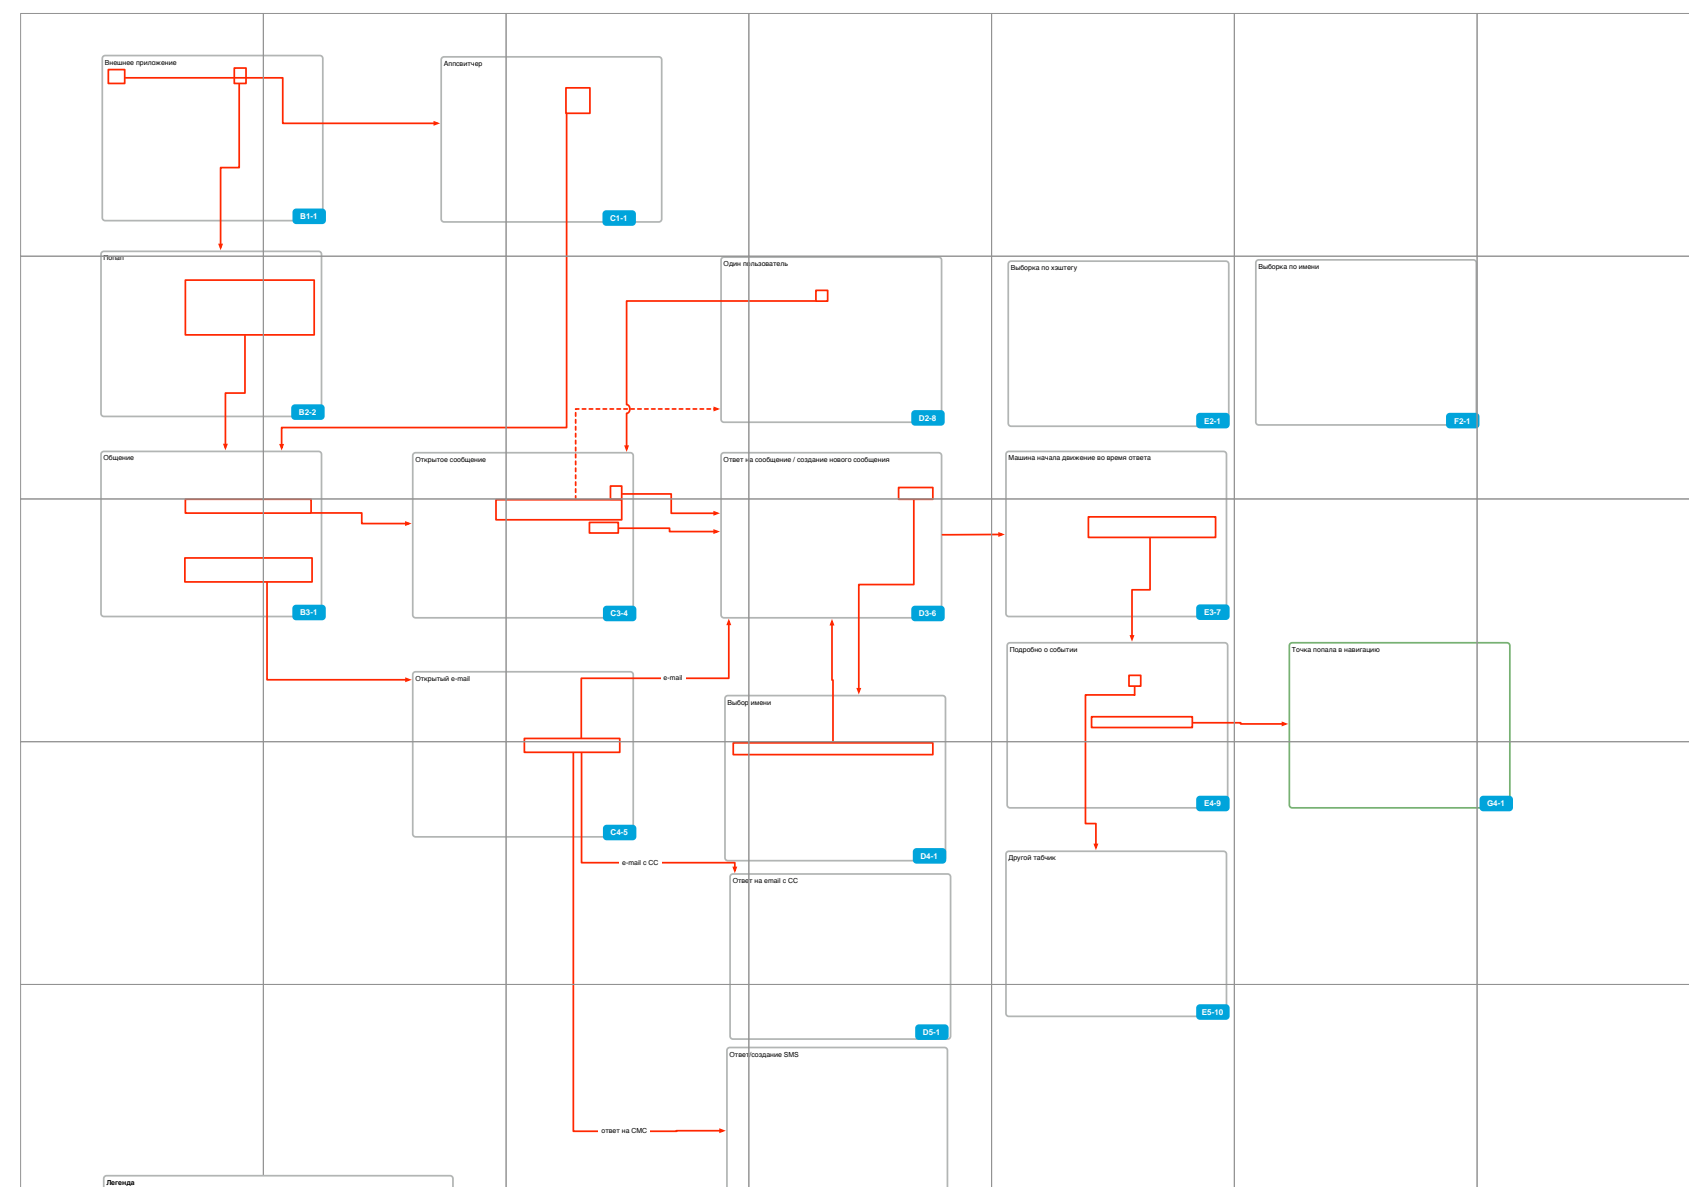 Внешнее приложение
Аппсвитчер
B1-1
C1-1
Попап
Один пользователь
Выборка по хэштегу
Выборка по имени
B2-2
D2-8
E2-1
F2-1
Общение
Открытое сообщение
Ответ на сообщение / создание нового сообщения
Машина начала движение во время ответа
B3-1
C3-4
D3-6
E3-7
Открытый e-mail
e-mail
Выбор имени
Подробно о событии
Точка попала в навигацию
E4-9
G4-1
C4-5
D4-1
e-mail с CC
Ответ на email с CC
Другой табчик
E5-10
D5-1
Ответ/создание SMS
ответ на СМС
Легенда